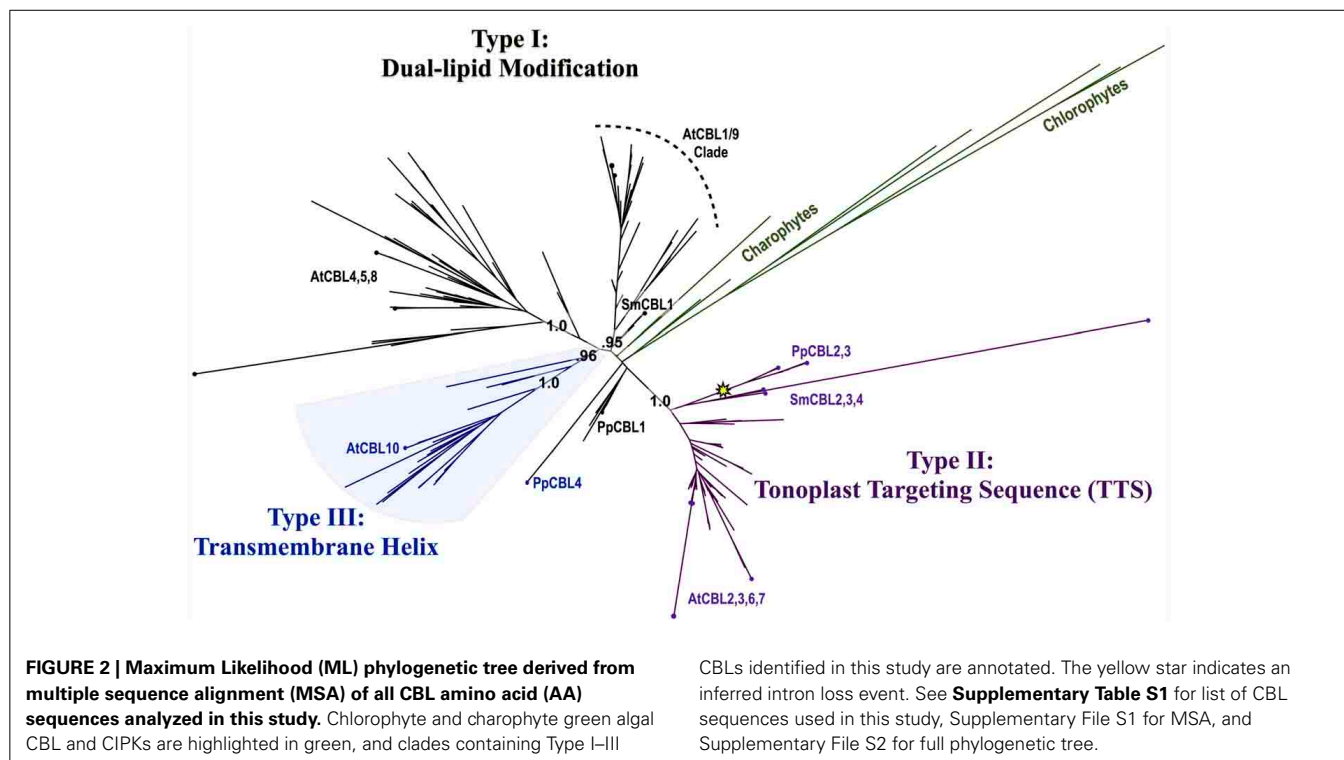 Type I:
Dual-lipid Modification
AtCBL1/9
Clade
Chlorophytes
Charophytes
AtCBL4,5,8
SmCBL1
1.0
.95
.96
1.0
PpCBL2,3
1.0
SmCBL2,3,4
PpCBL1
AtCBL10
PpCBL4
Type II:
Tonoplast Targeting Sequence (TTS)
Type III:
Transmembrane Helix
AtCBL2,3,6,7
FIGURE 2 | Maximum Likelihood (ML) phylogenetic tree derived from
multiple sequence alignment (MSA) of all CBL amino acid (AA)
sequences analyzed in this study. Chlorophyte and charophyte green algal
CBL and CIPKs are highlighted in green, and clades containing Type I–III
CBLs identified in this study are annotated. The yellow star indicates an
inferred intron loss event. See Supplementary Table S1 for list of CBL
sequences used in this study, Supplementary File S1 for MSA, and
Supplementary File S2 for full phylogenetic tree.